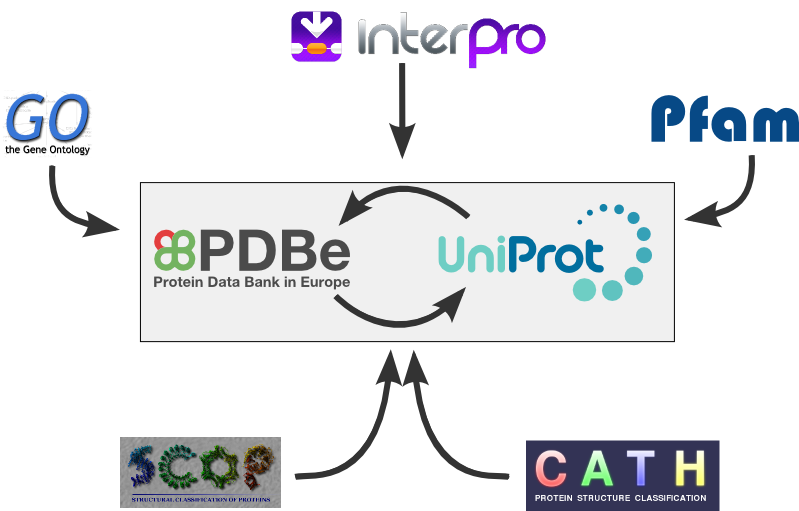 interpro
GO
the Gene Ontology
Pfam
PDBe
Protein Data Bank in Europe
UniProt
SCOP
STRUCTURAL CLASSIFICATION OF PROTEINS
CATH
PROTEIN STRUCTURE CLASSIFICATION